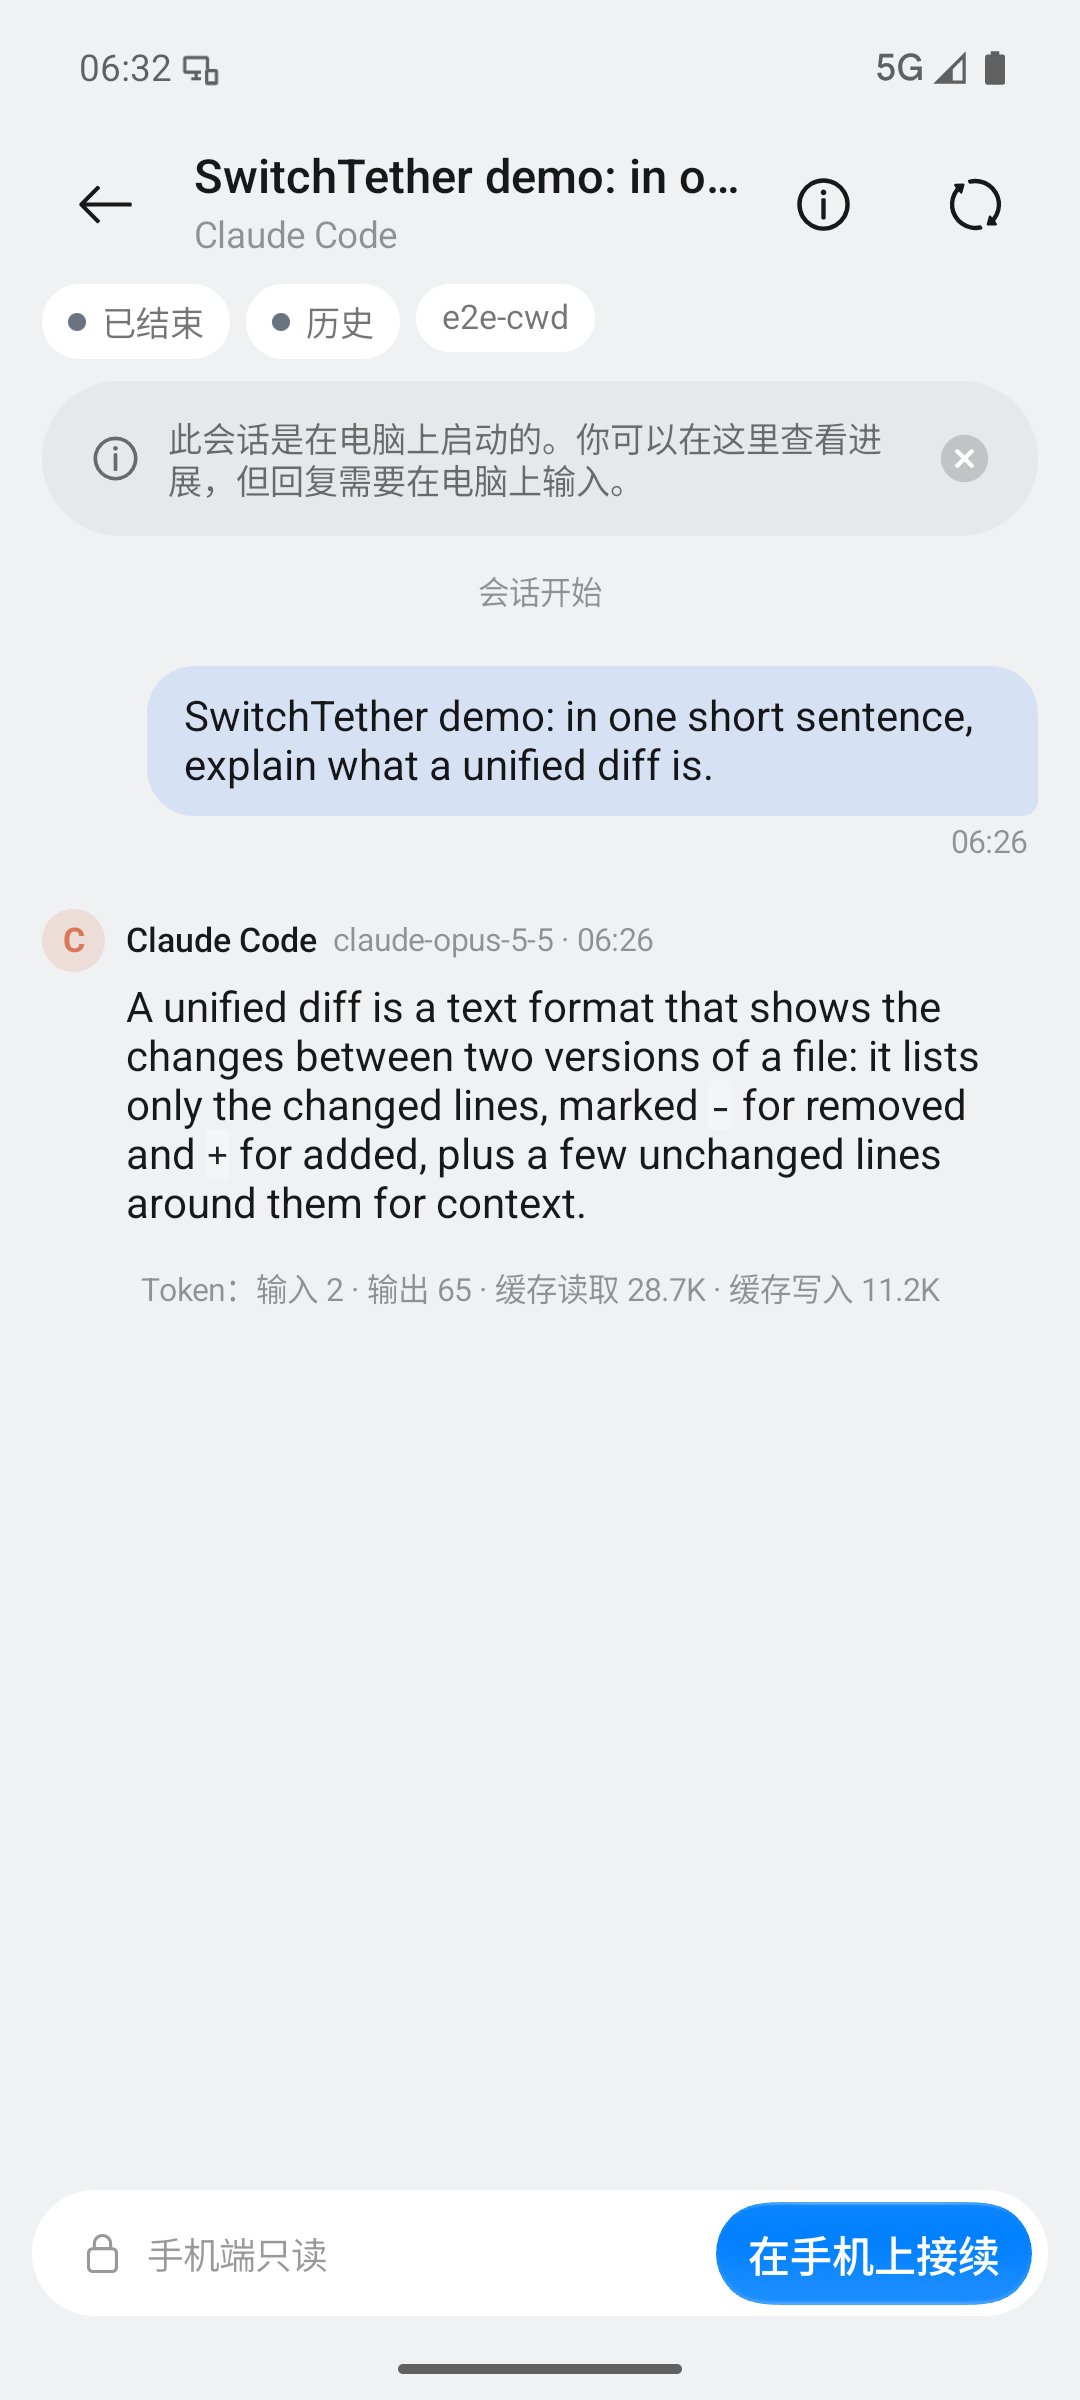 06:32
5G
SwitchTether demo: in o...
Claude Code
已结束
历史
e2e-cwd
此会话是在电脑上启动的。你可以在这里查看进
展，但回复需要在电脑上输入。
会话开始
SwitchTether demo: in one short sentence,
explain what a unified diff is.
06:26
C
Claude Code claude-opus-5-5 · 06:26
A unified diff is a text format that shows the
changes between two versions of a file: it lists
only the changed lines, marked - for removed
and + for added, plus a few unchanged lines
around them for context.
Token：输入 2 · 输出 65 · 缓存读取 28.7K · 缓存写入 11.2K
手机端只读
在手机上接续